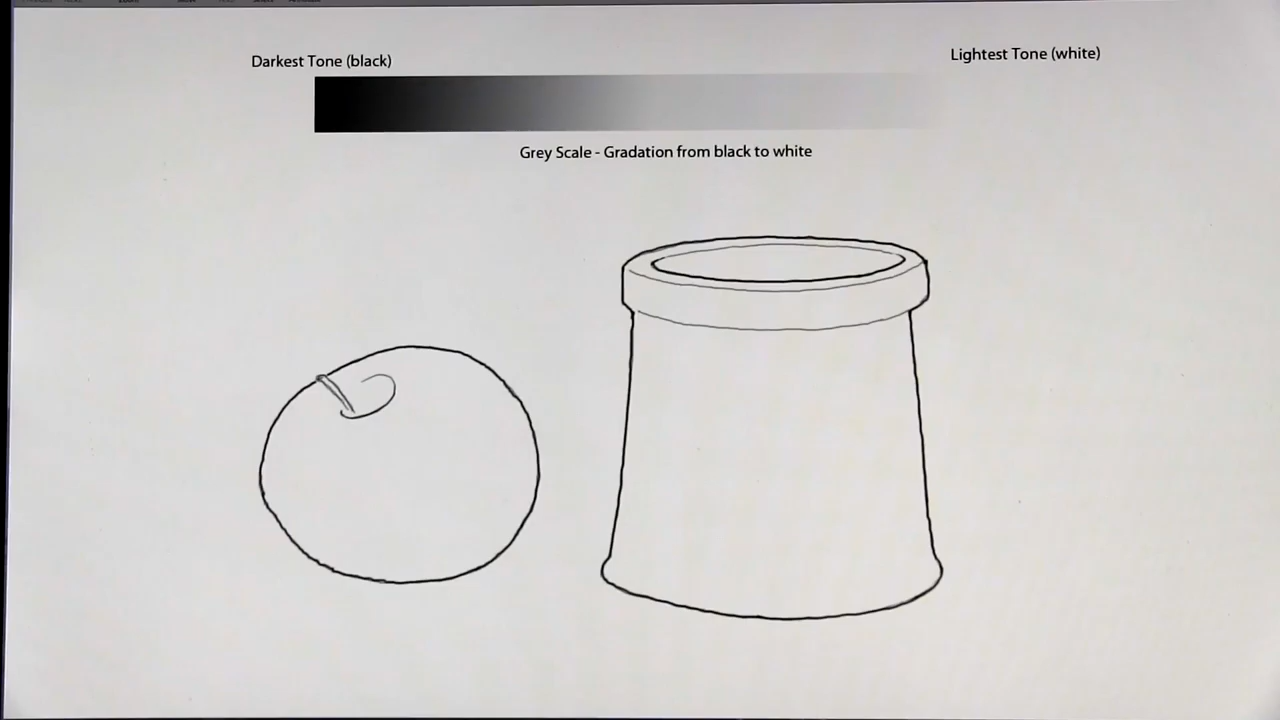 Darkest Tone (black)
Lightest Tone (white)
Grey Scale - Gradation from black to white